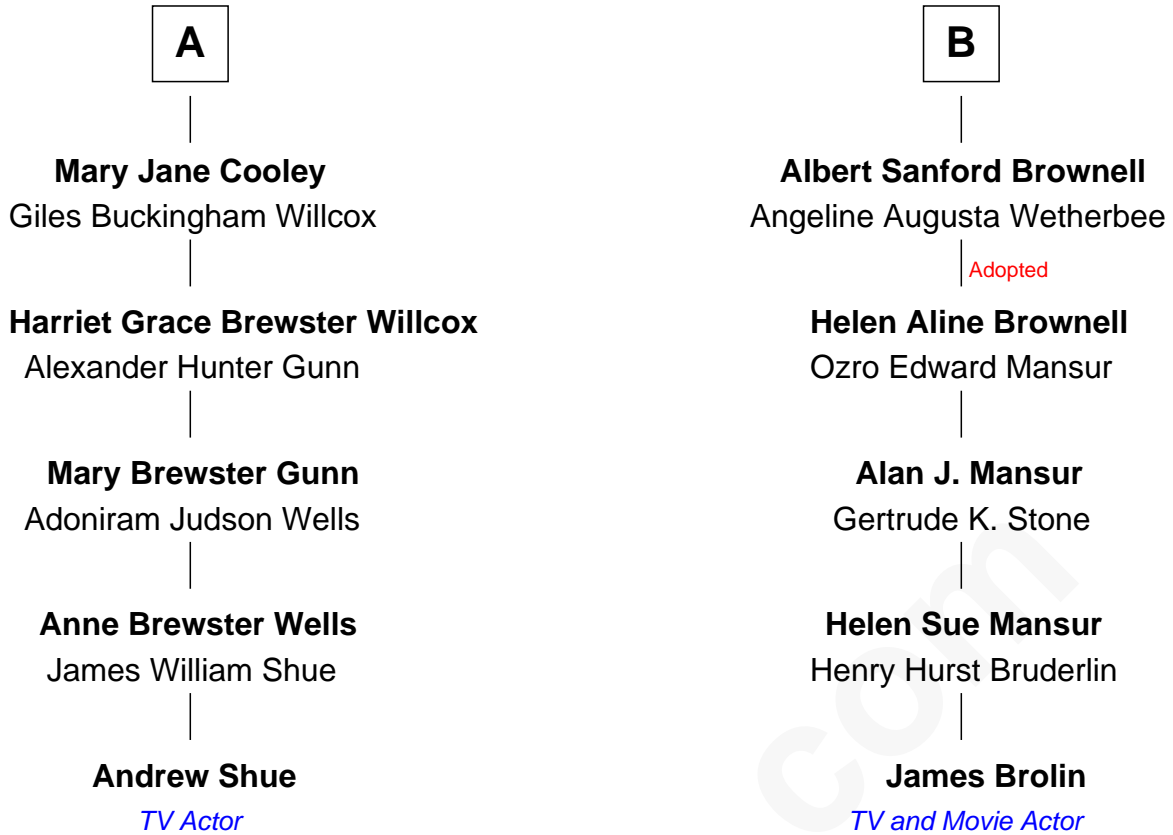 A
Mary Jane Cooley
Giles Buckingham Willcox
Harriet Grace Brewster Willcox
Alexander Hunter Gunn
Mary Brewster Gunn
Adoniram Judson Wells
Anne Brewster Wells
James William Shue
Andrew Shue
TV Actor
B
Albert Sanford Brownell
Angeline Augusta Wetherbee
Adopted
Helen Aline Brownell
Ozro Edward Mansur
Alan J. Mansur
Gertrude K. Stone
Helen Sue Mansur
Henry Hurst Bruderlin
James Brolin
TV and Movie Actor
com